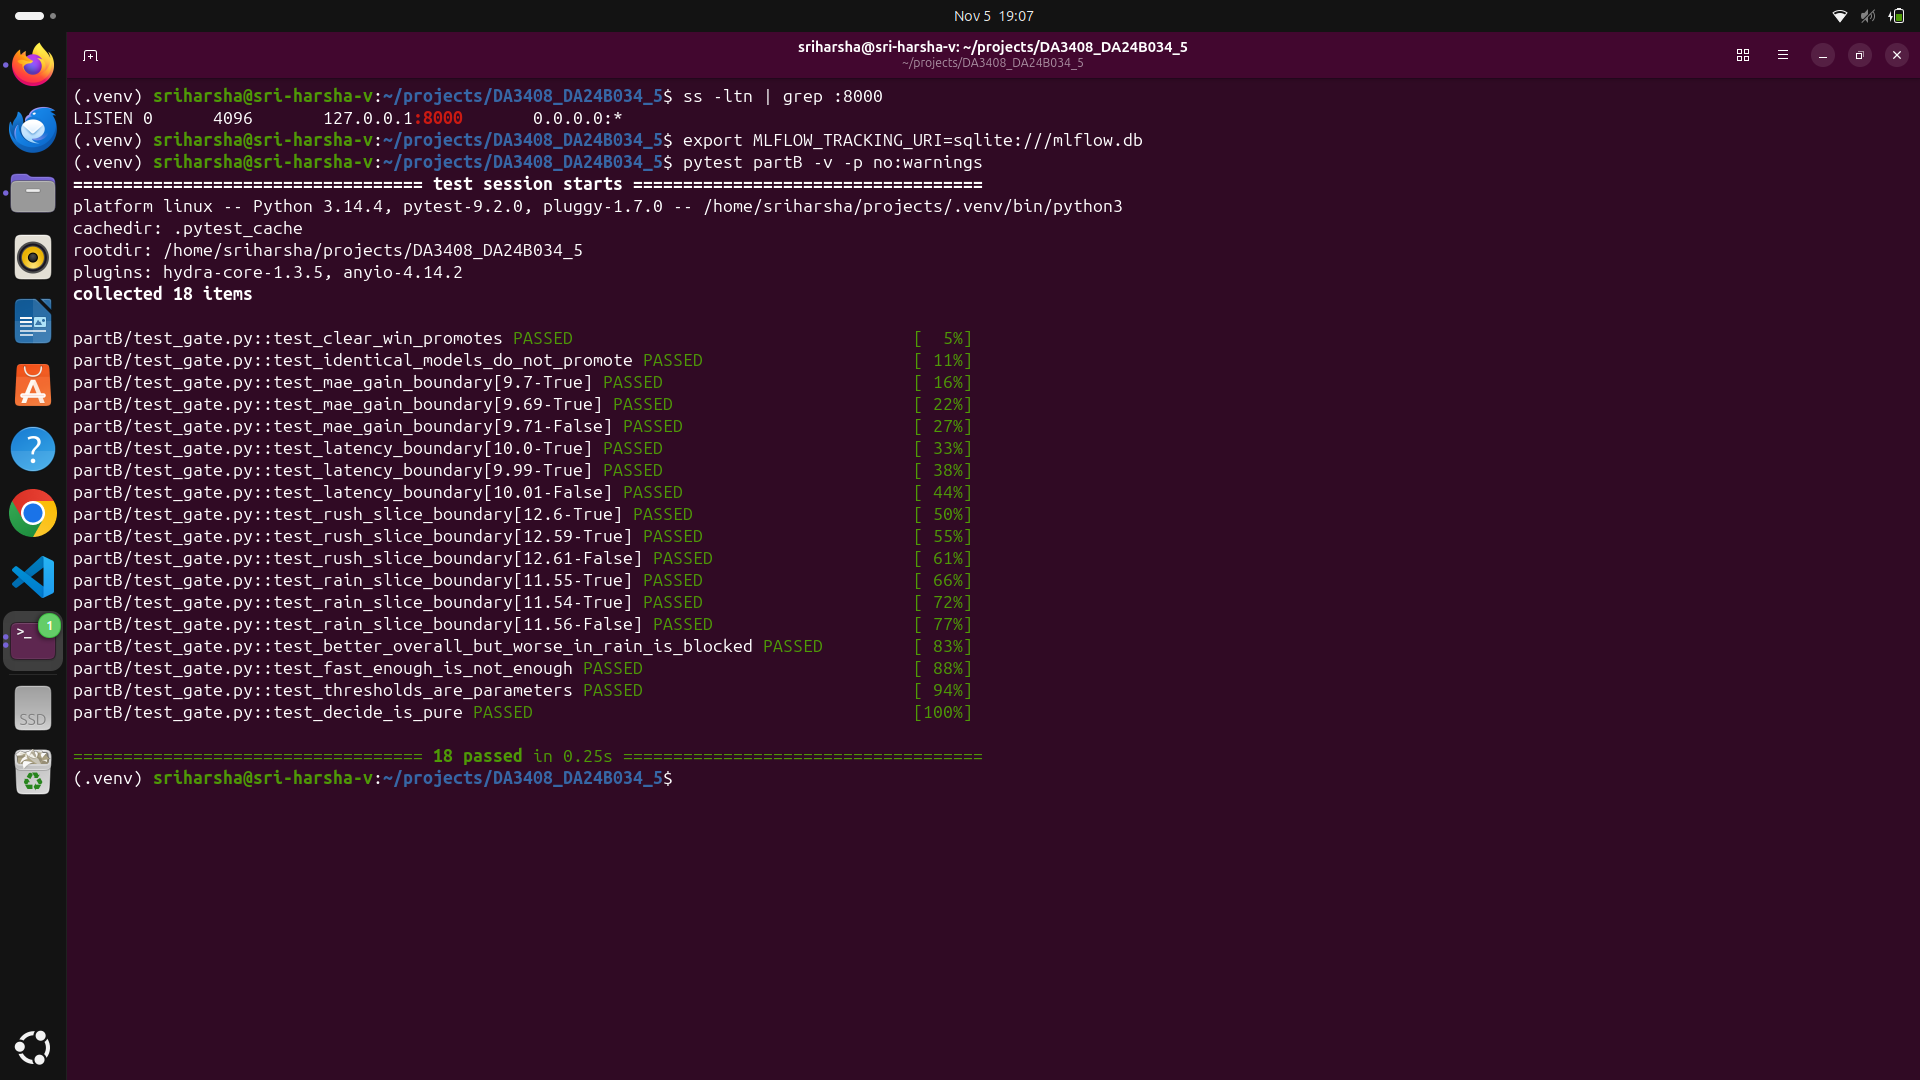 Nov 5 19:07
sriharsha@sri-harsha-v: ~/projects/DA3408_DA24B034_5
~/projects/DA3408_DA24B034_5
(.venv) sriharsha@sri-harsha-v:~/projects/DA3408_DA24B034_5$ ss -ltn | grep :8000
LISTEN 0      4096       127.0.0.1:8000       0.0.0.0:*
(.venv) sriharsha@sri-harsha-v:~/projects/DA3408_DA24B034_5$ export MLFLOW_TRACKING_URI=sqlite:///mlflow.db
(.venv) sriharsha@sri-harsha-v:~/projects/DA3408_DA24B034_5$ pytest partB -v -p no:warnings
=================================== test session starts ===================================
platform linux -- Python 3.14.4, pytest-9.2.0, pluggy-1.7.0 -- /home/sriharsha/projects/.venv/bin/python3
cachedir: .pytest_cache
rootdir: /home/sriharsha/projects/DA3408_DA24B034_5
plugins: hydra-core-1.3.5, anyio-4.14.2
collected 18 items
partB/test_gate.py::test_clear_win_promotes PASSED                                  [  5%]
partB/test_gate.py::test_identical_models_do_not_promote PASSED                     [ 11%]
partB/test_gate.py::test_mae_gain_boundary[9.7-True] PASSED                         [ 16%]
partB/test_gate.py::test_mae_gain_boundary[9.69-True] PASSED                        [ 22%]
partB/test_gate.py::test_mae_gain_boundary[9.71-False] PASSED                       [ 27%]
partB/test_gate.py::test_latency_boundary[10.0-True] PASSED                         [ 33%]
partB/test_gate.py::test_latency_boundary[9.99-True] PASSED                         [ 38%]
partB/test_gate.py::test_latency_boundary[10.01-False] PASSED                       [ 44%]
partB/test_gate.py::test_rush_slice_boundary[12.6-True] PASSED                      [ 50%]
partB/test_gate.py::test_rush_slice_boundary[12.59-True] PASSED                     [ 55%]
partB/test_gate.py::test_rush_slice_boundary[12.61-False] PASSED                    [ 61%]
partB/test_gate.py::test_rain_slice_boundary[11.55-True] PASSED                     [ 66%]
partB/test_gate.py::test_rain_slice_boundary[11.54-True] PASSED                     [ 72%]
partB/test_gate.py::test_rain_slice_boundary[11.56-False] PASSED                    [ 77%]
partB/test_gate.py::test_better_overall_but_worse_in_rain_is_blocked PASSED         [ 83%]
partB/test_gate.py::test_fast_enough_is_not_enough PASSED                           [ 88%]
partB/test_gate.py::test_thresholds_are_parameters PASSED                           [ 94%]
partB/test_gate.py::test_decide_is_pure PASSED                                      [100%]
=================================== 18 passed in 0.25s ====================================
(.venv) sriharsha@sri-harsha-v:~/projects/DA3408_DA24B034_5$
>_
1
SSD